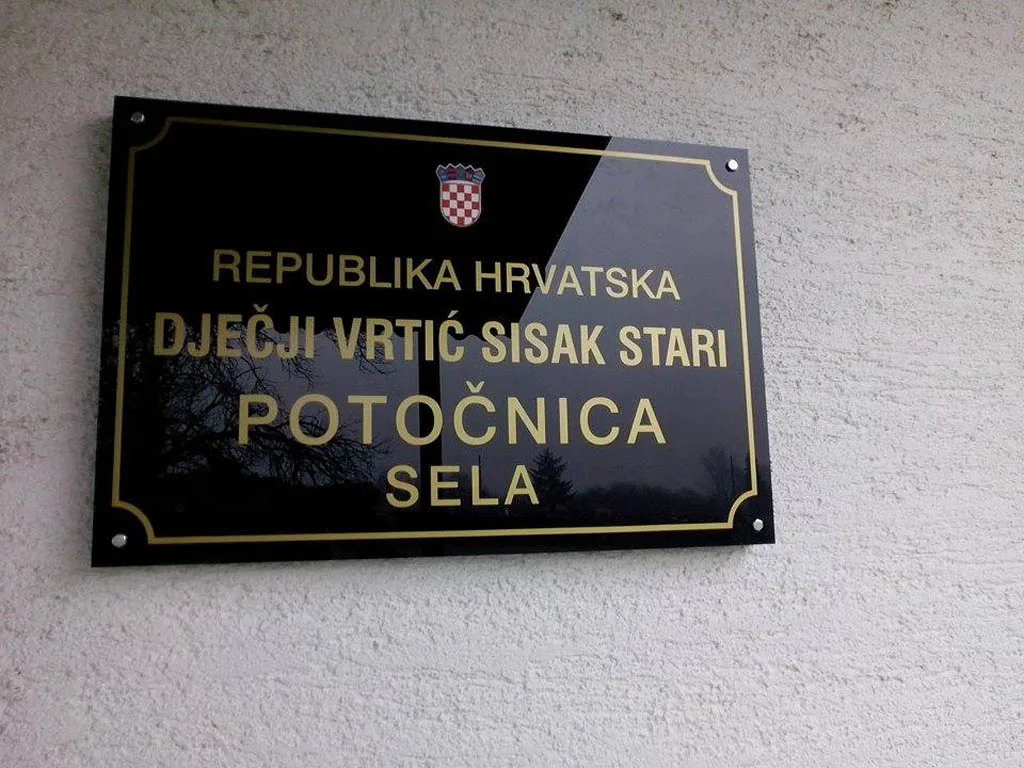 REPUBLIKA HRVATSKA
DJEČJI VRTIĆ SISAK STARI
POTOČNICA
SELA